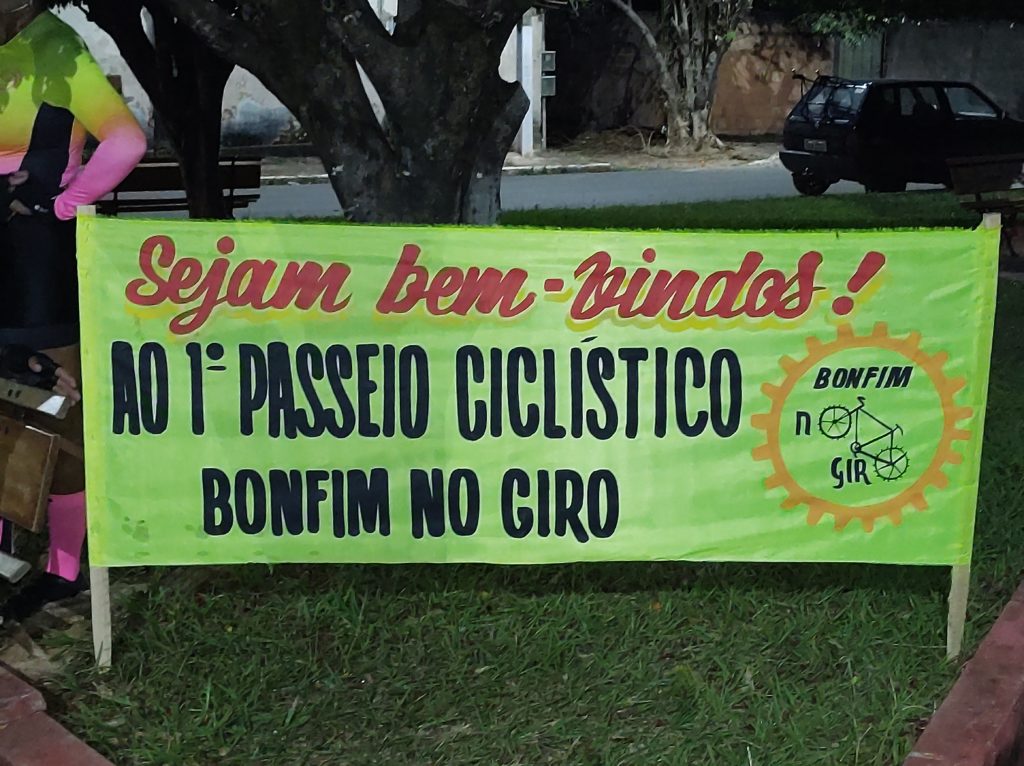 Sejam bem-vindos!
AO 1º PASSEIO CICLÍSTICO
BONFIM NO GIRO
BONFIM
n
GIR